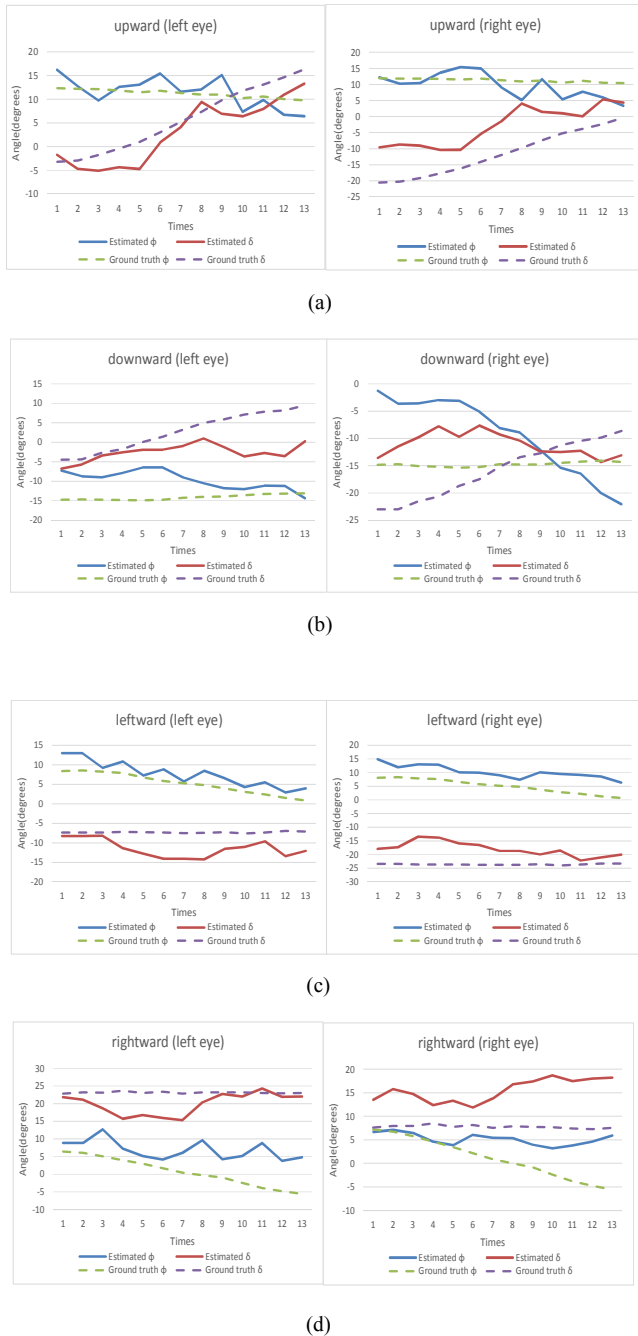 upward (left eye)
Angle(degrees)
20
15
10
5
0
-5
-10
1 2 3 4 5 6 7 8 9 10 11 12 13
Times
Estimated φ Estimated δ
Ground truth φ Ground truth δ
upward (right eye)
Angle(degrees)
20
15
10
5
0
-5
-10
-15
-20
-25
1 2 3 4 5 6 7 8 9 10 11 12 13
Times
Estimated φ Estimated δ
Ground truth φ Ground truth δ
(a)
downward (left eye)
Angle(degrees)
15
10
5
0
-5
-10
-15
-20
1 2 3 4 5 6 7 8 9 10 11 12 13
Times
Estimated φ Estimated δ
Ground truth φ Ground truth δ
downward (right eye)
Angle(degrees)
0
-5
-10
-15
-20
-25
1 2 3 4 5 6 7 8 9 10 11 12 13
Times
Estimated φ Estimated δ
Ground truth φ Ground truth δ
(b)
leftward (left eye)
Angle(degrees)
15
10
5
0
-5
-10
-15
-20
1 2 3 4 5 6 7 8 9 10 11 12 13
Times
Estimated φ Estimated δ
Ground truth φ Ground truth δ
leftward (right eye)
Angle(degrees)
20
15
10
5
0
-5
-10
-15
-20
-25
-30
1 2 3 4 5 6 7 8 9 10 11 12 13
Times
Estimated φ Estimated δ
Ground truth φ Ground truth δ
(c)
rightward (left eye)
Angle(degrees)
30
25
20
15
10
5
0
-5
-10
1 2 3 4 5 6 7 8 9 10 11 12 13
Times
Estimated φ Estimated δ
Ground truth φ Ground truth δ
rightward (right eye)
Angle(degrees)
20
15
10
5
0
-5
-10
1 2 3 4 5 6 7 8 9 10 11 12 13
Times
Estimated φ Estimated δ
Ground truth φ Ground truth δ
(d)